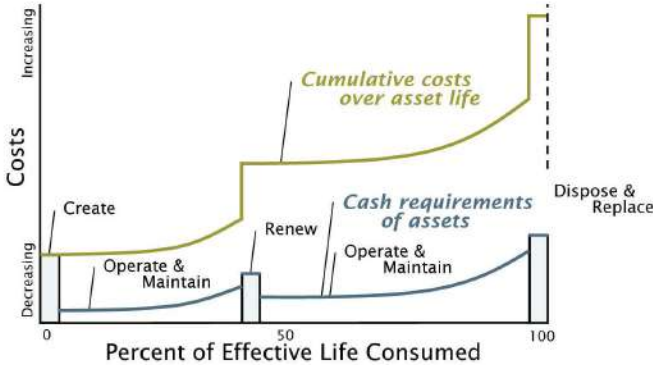 Increasing
Costs
Decreasing
Cumulative costs
over asset life
Create
Cash requirements
of assets
Dispose &
Replace
Renew
Operate &
Maintain
Operate &
Maintain
0
50
100
Percent of Effective Life Consumed